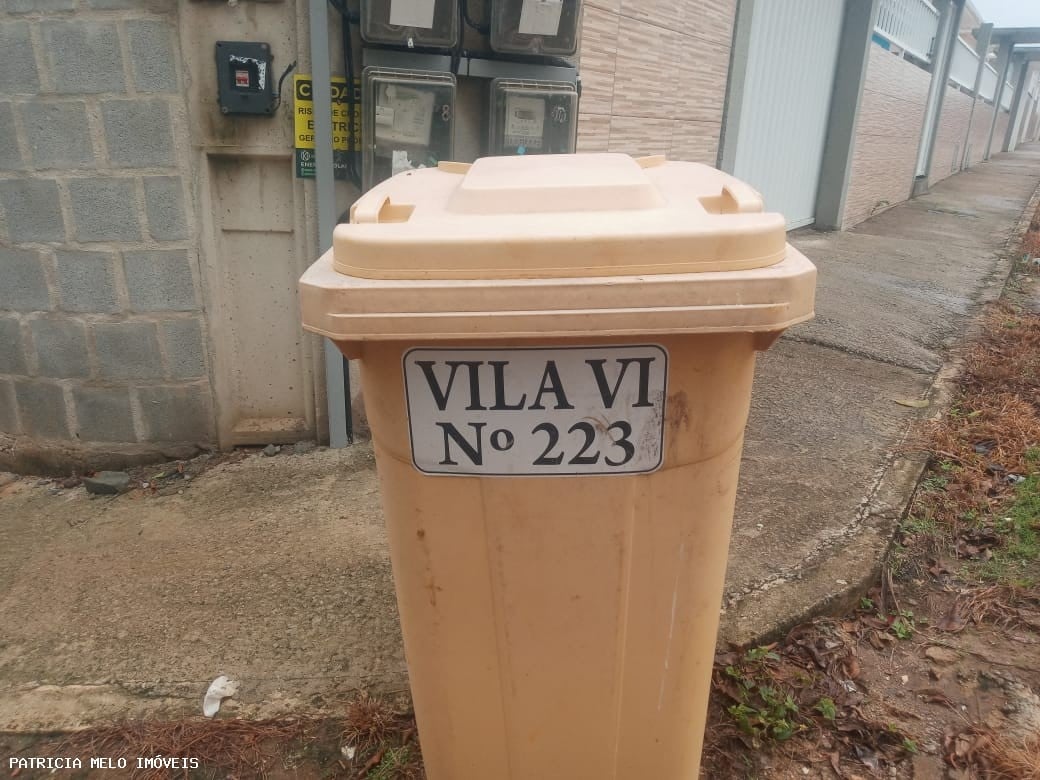 VILA VI
Nº 223
PATRICIA MELO IMÓVEIS